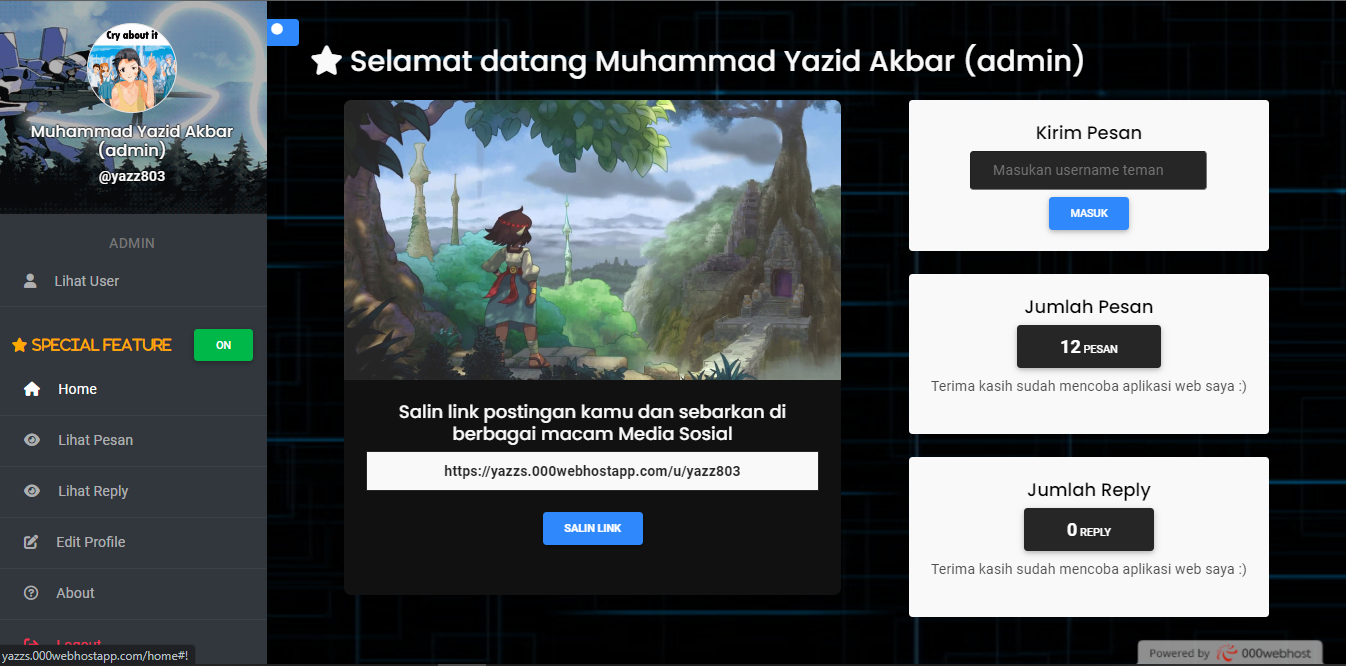 Cry about it
Muhammad Yazid Akbar
(admin)
@yazz803
ADMIN
Lihat User
SPECIAL FEATURE
ON
Home
Lihat Pesan
Lihat Reply
Edit Profile
About
Logout
yazzs.000webhostapp.com/home#!
Selamat datang Muhammad Yazid Akbar (admin)
Salin link postingan kamu dan sebarkan di
berbagai macam Media Sosial
https://yazzs.000webhostapp.com/u/yazz803
SALIN LINK
Kirim Pesan
Masukan username teman
MASUK
Jumlah Pesan
12 PESAN
Terima kasih sudah mencoba aplikasi web saya :)
Jumlah Reply
0 REPLY
Terima kasih sudah mencoba aplikasi web saya :)
Powered by 000webhost